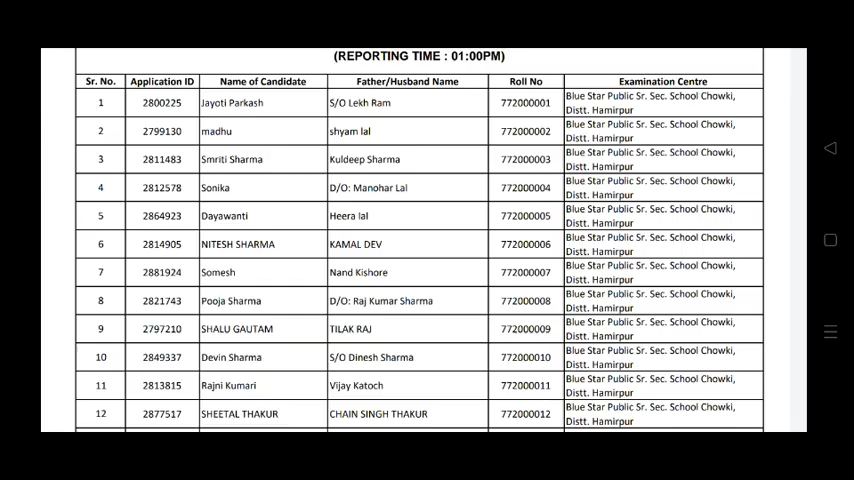 (REPORTING TIME : 01:00PM)
Sr. No. Application ID Name of Candidate Father/Husband Name Roll No Examination Centre
1 2800225 Jayoti Parkash S/O Lekh Ram 772000001 Blue Star Public Sr. Sec. School Chowki,
Distt. Hamirpur
2 2799130 madhu shyam lal 772000002 Blue Star Public Sr. Sec. School Chowki,
Distt. Hamirpur
3 2811483 Smriti Sharma Kuldeep Sharma 772000003 Blue Star Public Sr. Sec. School Chowki,
Distt. Hamirpur
4 2812578 Sonika D/O: Manohar Lal 772000004 Blue Star Public Sr. Sec. School Chowki,
Distt. Hamirpur
5 2864923 Dayawanti Heera lal 772000005 Blue Star Public Sr. Sec. School Chowki,
Distt. Hamirpur
6 2814905 NITESH SHARMA KAMAL DEV 772000006 Blue Star Public Sr. Sec. School Chowki,
Distt. Hamirpur
7 2881924 Somesh Nand Kishore 772000007 Blue Star Public Sr. Sec. School Chowki,
Distt. Hamirpur
8 2821743 Pooja Sharma D/O: Raj Kumar Sharma 772000008 Blue Star Public Sr. Sec. School Chowki,
Distt. Hamirpur
9 2797210 SHALU GAUTAM TILAK RAJ 772000009 Blue Star Public Sr. Sec. School Chowki,
Distt. Hamirpur
10 2849337 Devin Sharma S/O Dinesh Sharma 772000010 Blue Star Public Sr. Sec. School Chowki,
Distt. Hamirpur
11 2813815 Rajni Kumari Vijay Katoch 772000011 Blue Star Public Sr. Sec. School Chowki,
Distt. Hamirpur
12 2877517 SHEETAL THAKUR CHAIN SINGH THAKUR 772000012 Blue Star Public Sr. Sec. School Chowki,
Distt. Hamirpur